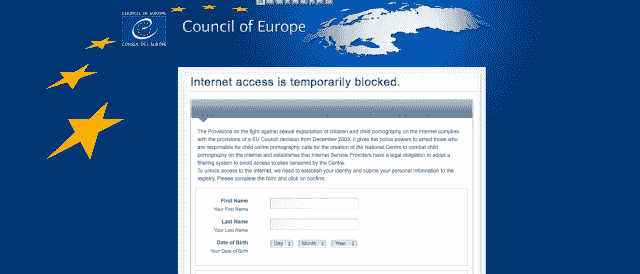 COUNCIL OF EUROPE
CONSEIL DE L'EUROPE
Council of Europe
Internet access is temporarily blocked.
The Provisions on the fight against sexual exploitation of children and child pornography on the Internet complies
with the provisions of a EU Council decision from December 2003. It gives the police powers to arrest those who
are responsible for child online pornography, calls for the creation of the National Centre to combat child
pornography on the Internet and establishes that Internet Service Providers have a legal obligation to adopt a
filtering system to avoid access to sites censored by the Centre.
To unlock access to the Internet, we need to establish your identity and submit your personal information to the
registry. Please complete the form and click on confirm.
First Name
Your First Name
Last Name
Your Last Name
Date of Birth
Day
Month
Year
Your Date of Birth